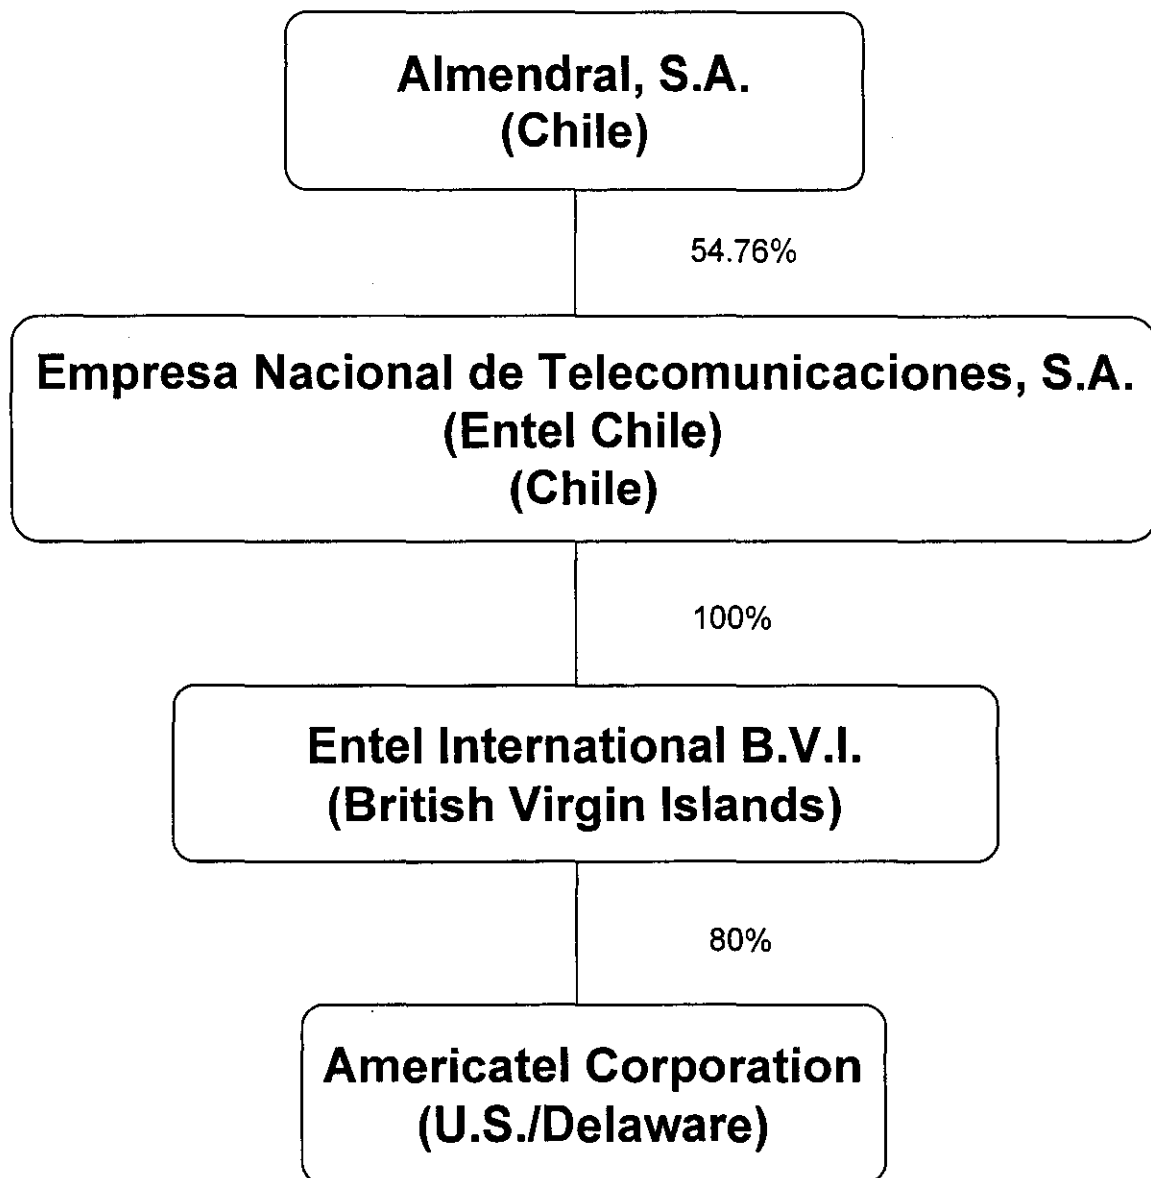 Almendral, S.A.
(Chile)
54.76%
Empresa Nacional de Telecomunicaciones, S.A.
(Entel Chile)
(Chile)
100%
Entel International B.V.I.
(British Virgin Islands)
80%
Americatel Corporation
(U.S./Delaware)